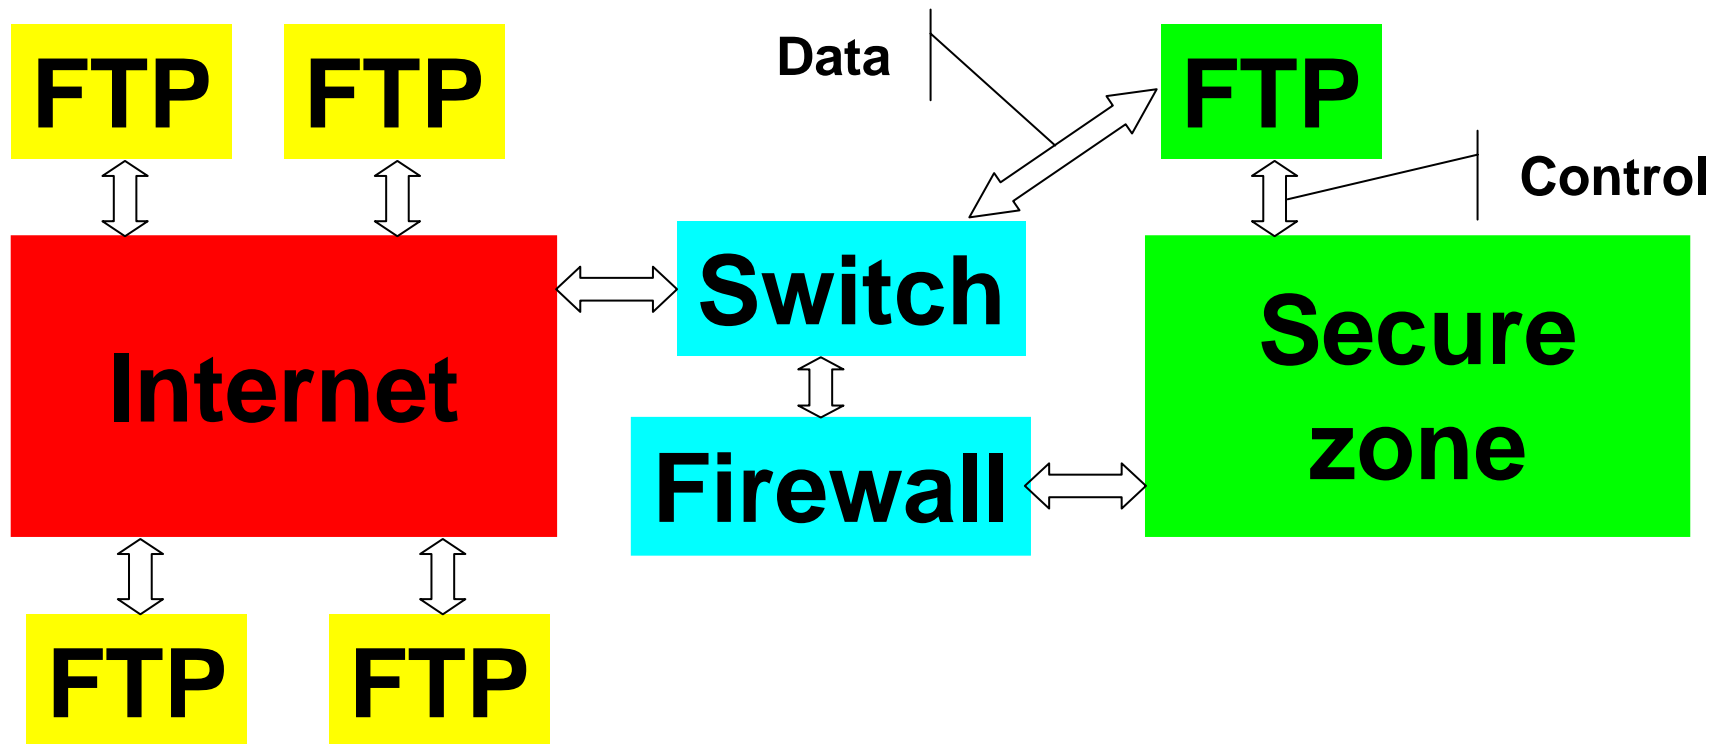 FTP
FTP
Data
FTP
Control
Switch
Internet
Secure
zone
Firewall
FTP
FTP